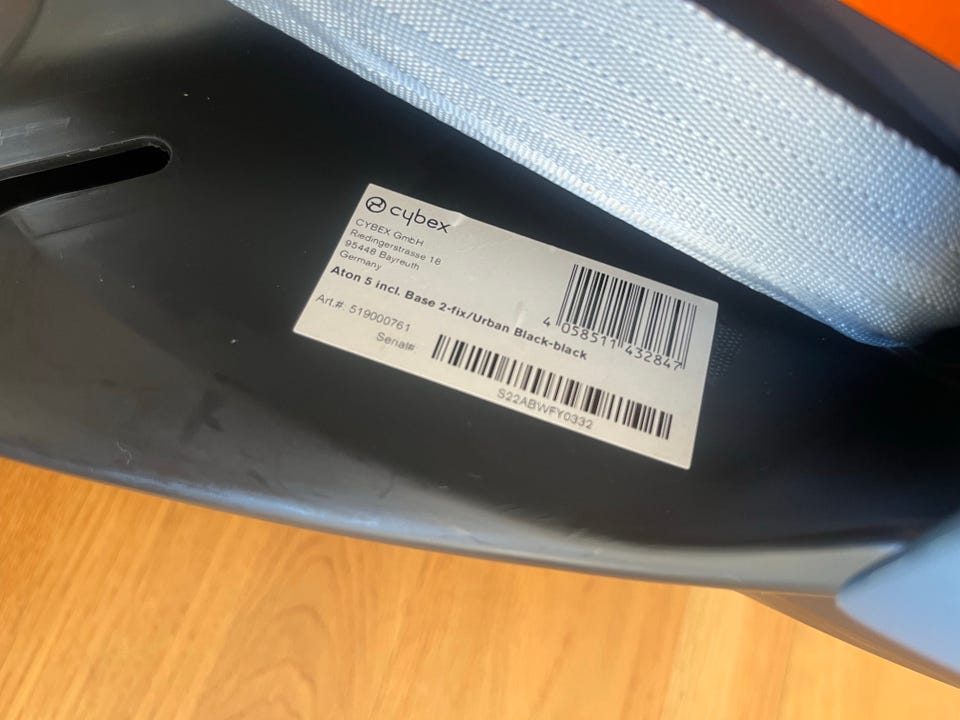 cybex
CYBEX GmbH
Riedingerstrasse 18
95448 Bayreuth
Germany
Aton 5 incl. Base 2-fix/Urban Black-black
Art.#: 519000761
4 058511 432847
Serial#
S22ABWFY0332